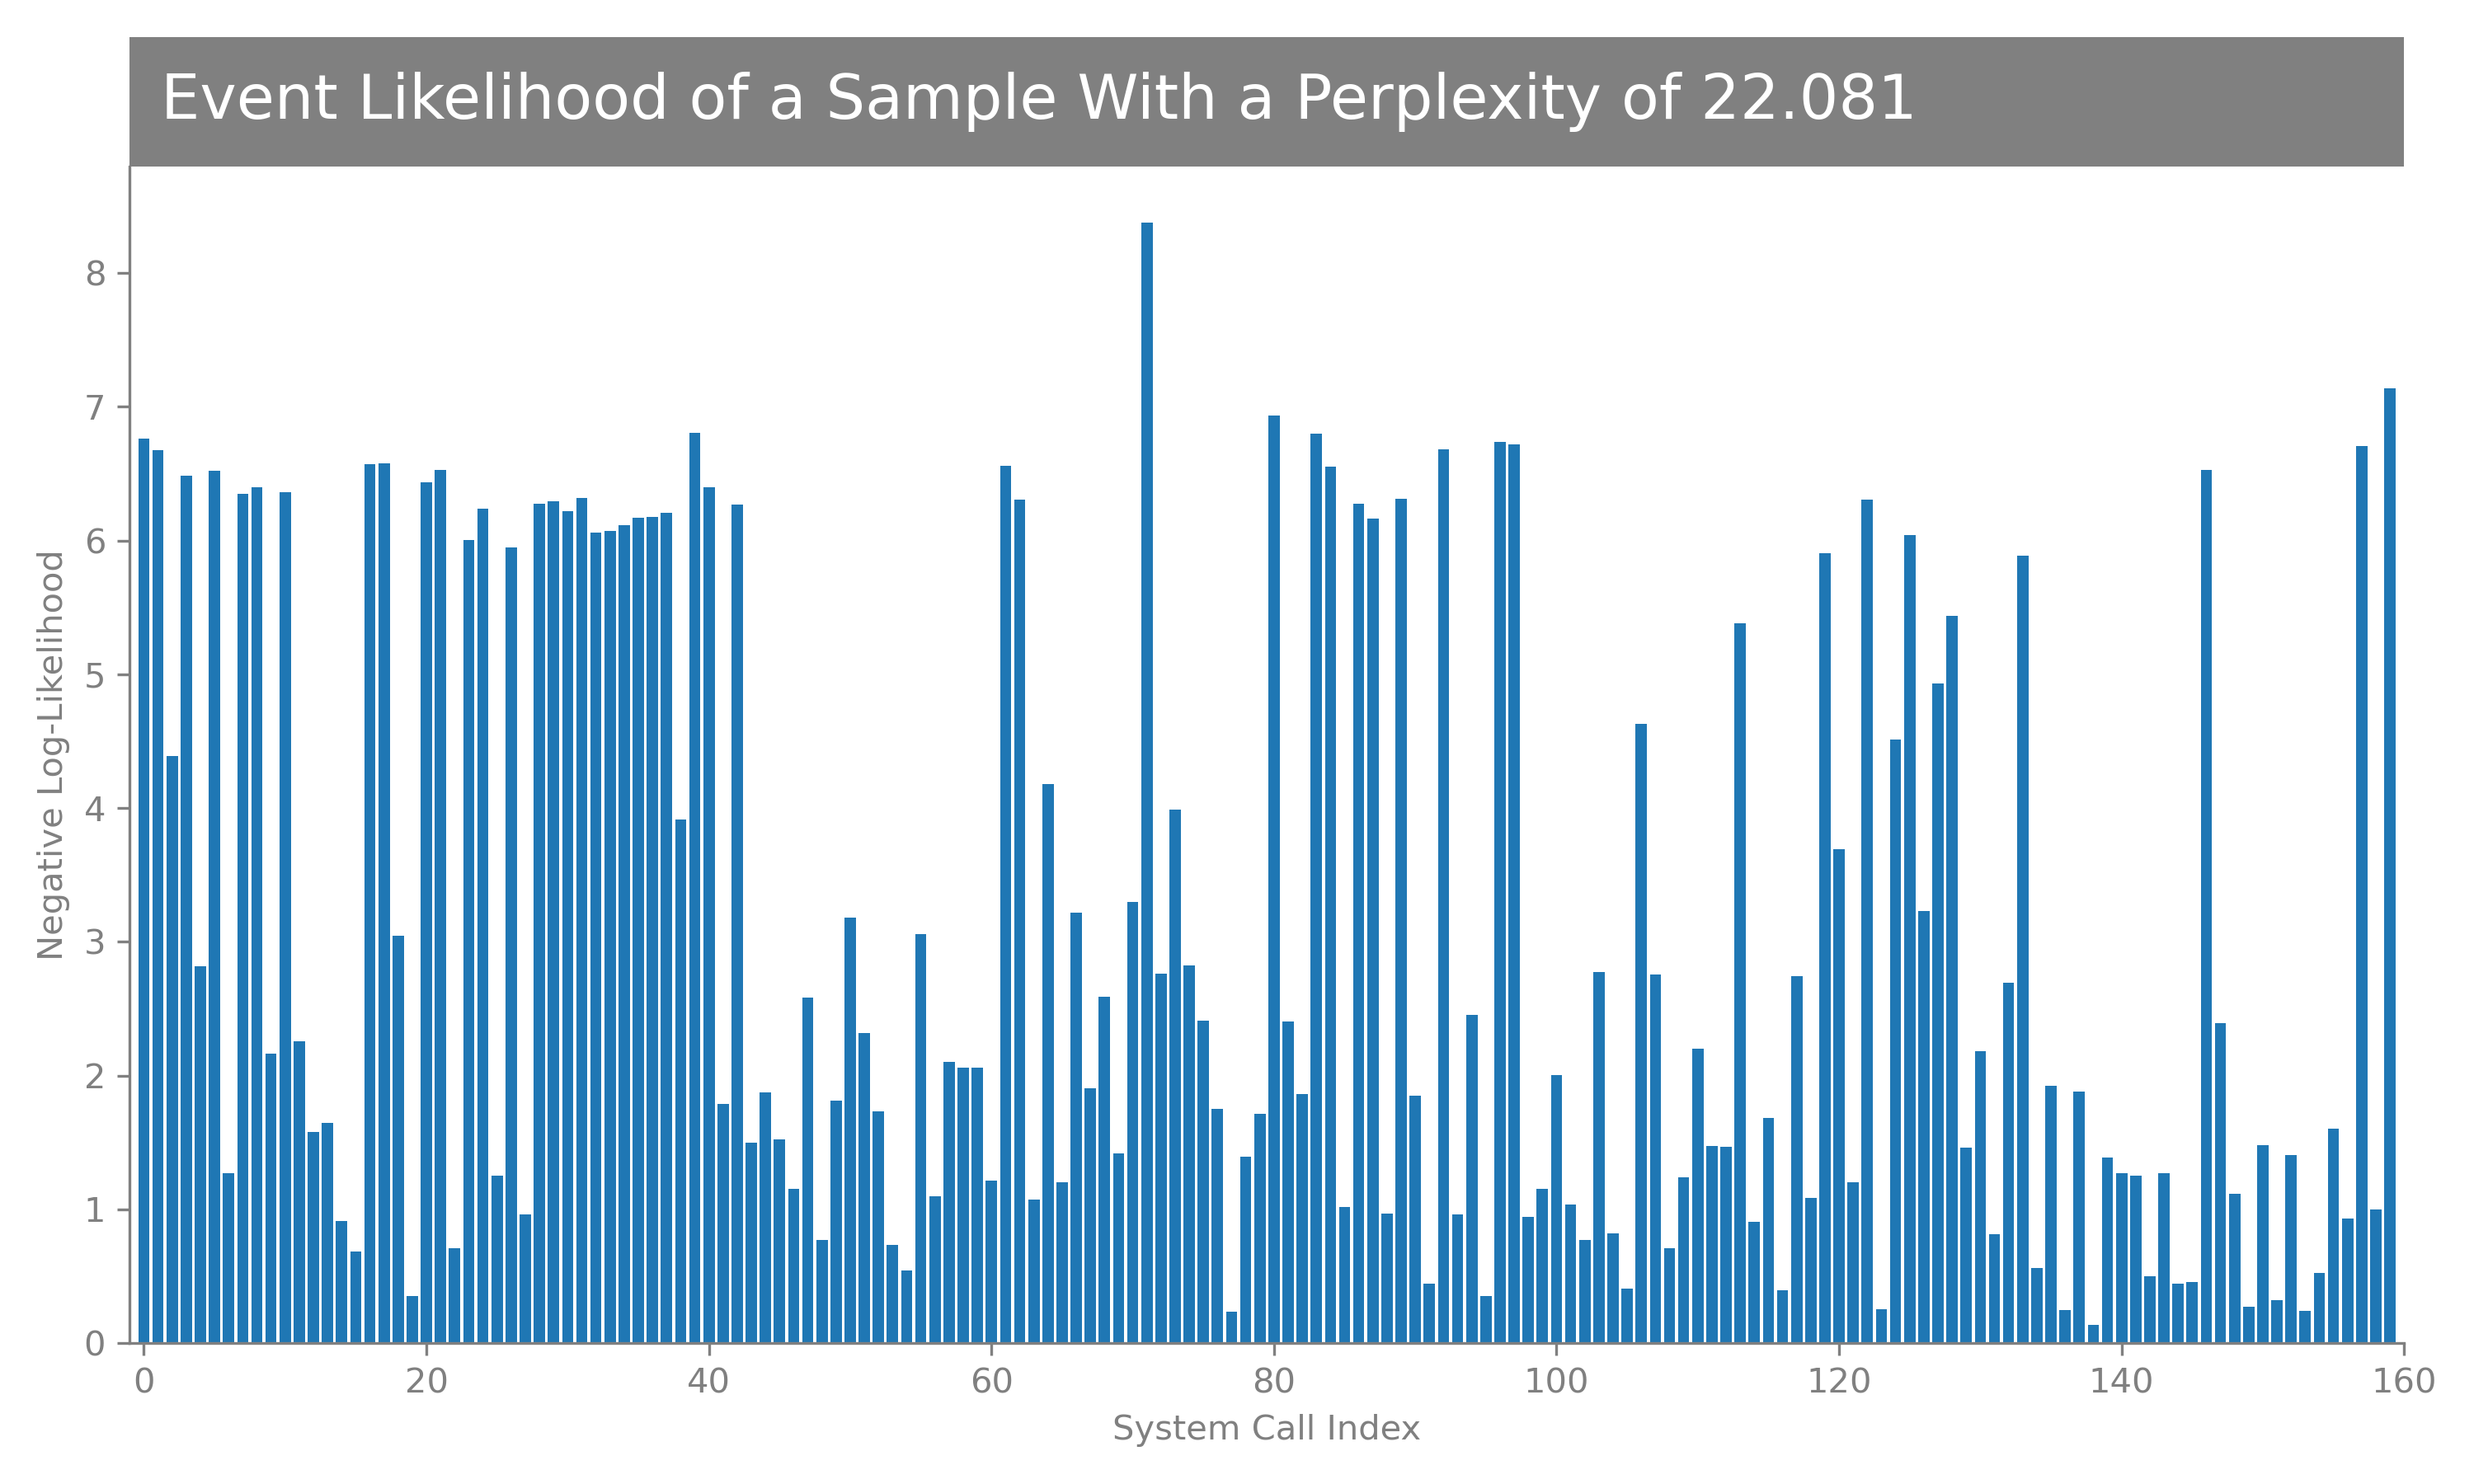 Event Likelihood of a Sample With a Perplexity of 22.081
Negative Log-Likelihood
8
7
6
5
4
3
2
1
0
0 20 40 60 80 100 120 140 160
System Call Index